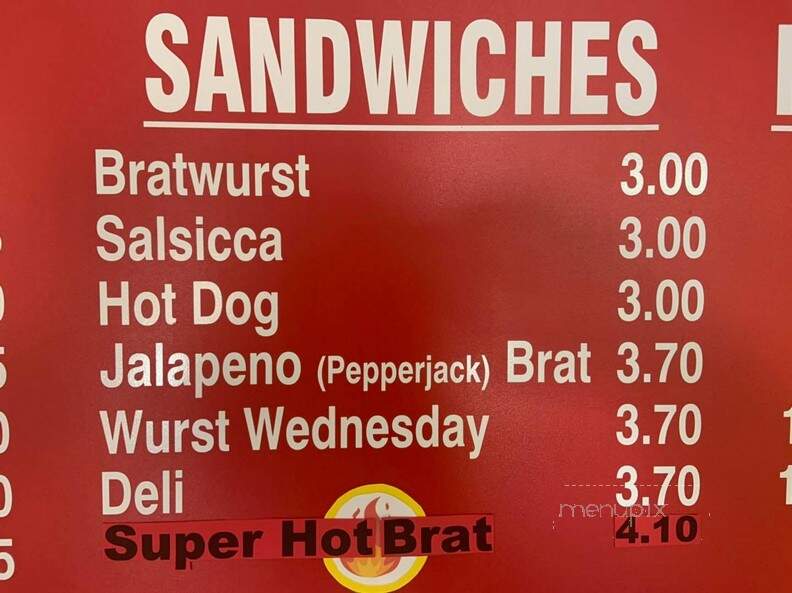 SANDWICHES
Bratwurst 3.00
Salsicca 3.00
Hot Dog 3.00
Jalapeno (Pepperjack) Brat 3.70
Wurst Wednesday 3.70
Deli 3.70
menupix
Super Hot Brat 4.10